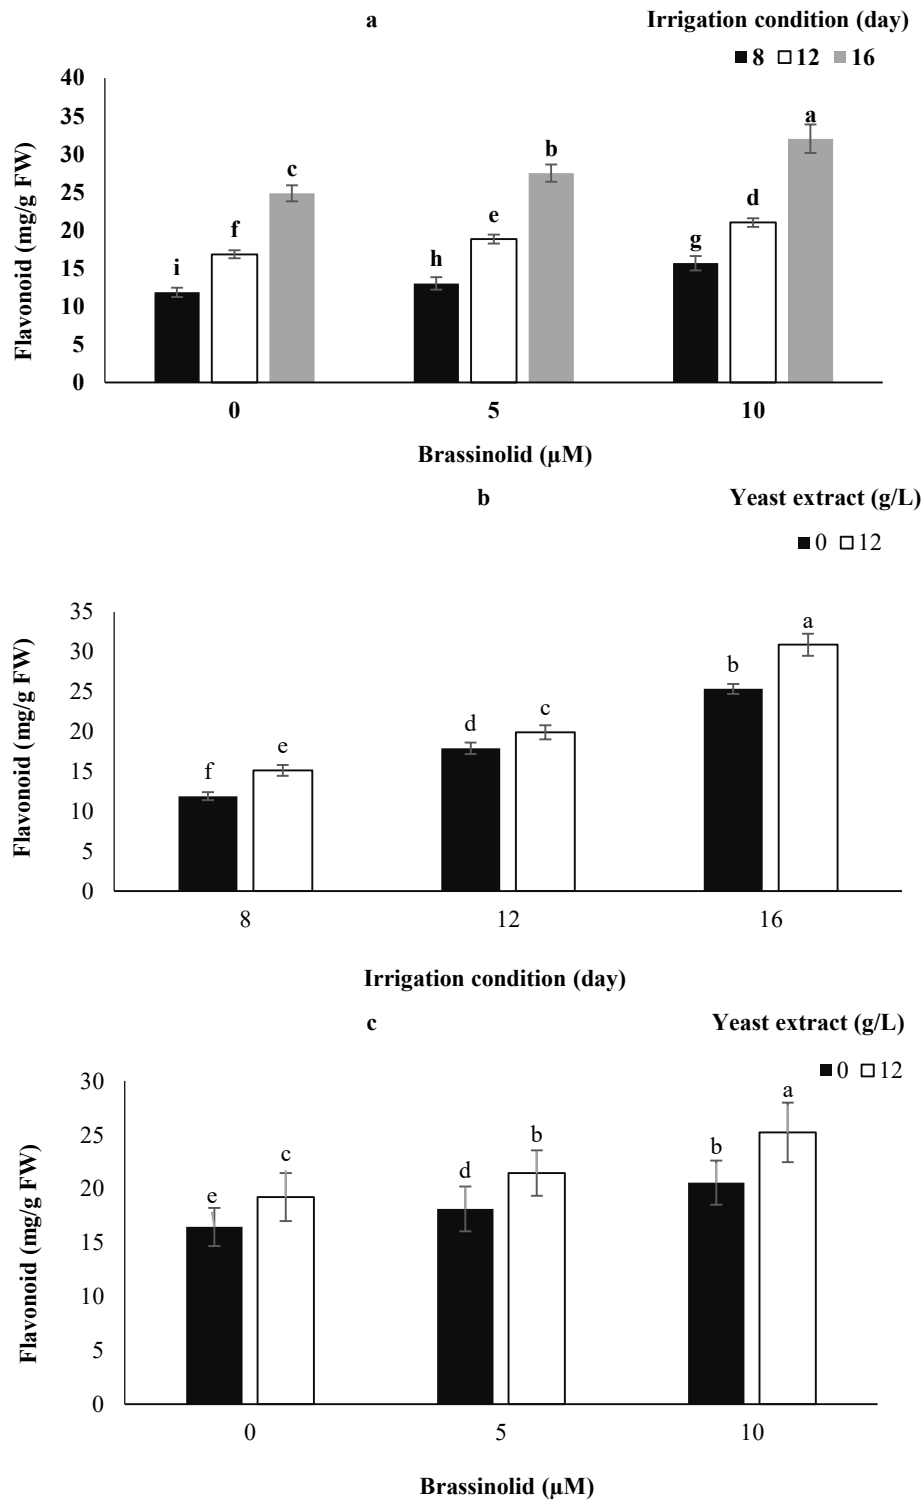 a
Irrigation condition (day)
8 12 16
40
35
30
25
20
15
10
5
0
Flavonoid (mg/g FW)
i f c h e b g d a
0 5 10
Brassinolid (µM)
b
Yeast extract (g/L)
0 12
35
30
25
20
15
10
5
0
Flavonoid (mg/g FW)
f e d c b a
8 12 16
Irrigation condition (day)
c
Yeast extract (g/L)
0 12
30
25
20
15
10
5
0
Flavonoid (mg/g FW)
e c d b b a
0 5 10
Brassinolid (µM)